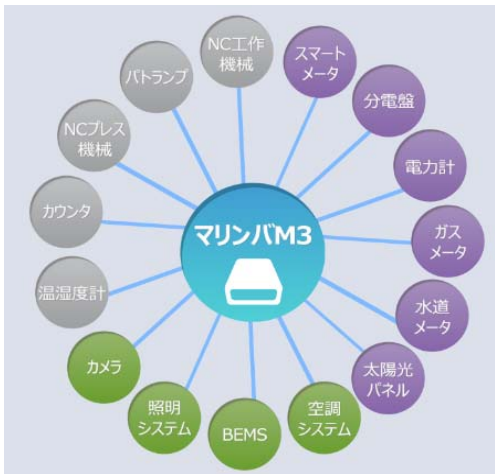 NC工作
機械
スマート
メータ
パトランプ
分電盤
NCプレス
機械
電力計
カウンタ
マリンバM3
ガス
メータ
温湿度計
水道
メータ
カメラ
太陽光
パネル
照明
システム
BEMS
空調
システム